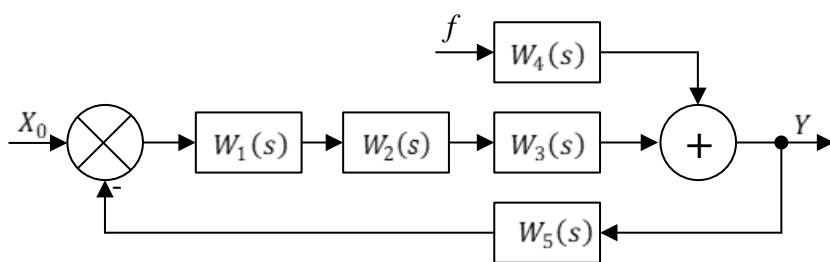 f
W₄(s)
X₀
W₁(s)
W₂(s)
W₃(s)
+
Y
-
W₅(s)